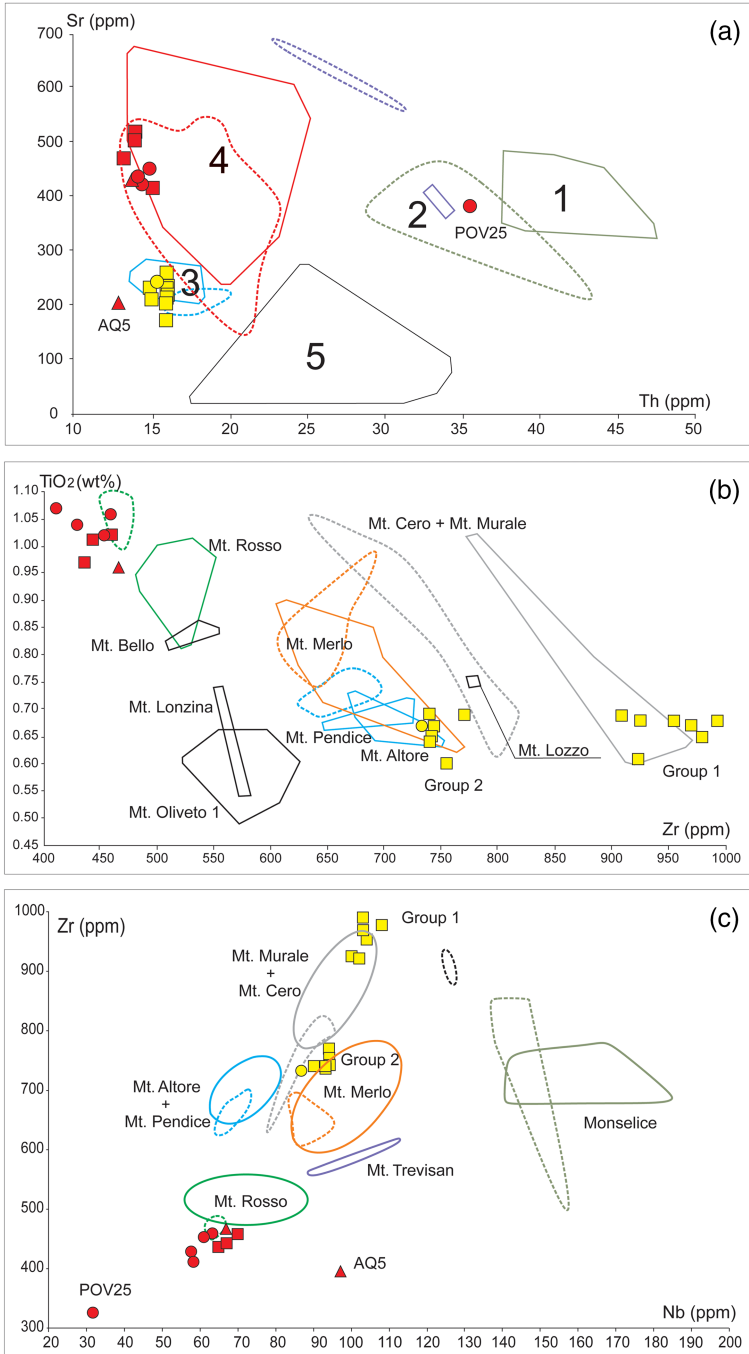 Sr (ppm)
(a)
700
600
500
400
300
200
100
0
4
3
2
1
5
POV25
AQ5
Th (ppm)
10 15 20 25 30 35 40 45 50
TiO2 (wt%)
(b)
1.10
1.05
1.00
0.95
0.90
0.85
0.80
0.75
0.70
0.65
0.60
0.55
0.50
0.45
Mt. Cero + Mt. Murale
Mt. Rosso
Mt. Bello
Mt. Merlo
Mt. Lonzina
Mt. Pendice
Mt. Altore
Mt. Lozzo
Group 1
Group 2
Mt. Oliveto 1
Zr (ppm)
400 450 500 550 600 650 700 750 800 850 900 950 1000
Zr (ppm)
(c)
1000
900
800
700
600
500
400
300
Group 1
Mt. Murale
+
Mt. Cero
Group 2
Mt. Altore
+
Mt. Pendice
Mt. Merlo
Monselice
Mt. Trevisan
Mt. Rosso
AQ5
POV25
Nb (ppm)
20 30 40 50 60 70 80 90 100 110 120 130 140 150 160 170 180 190 200